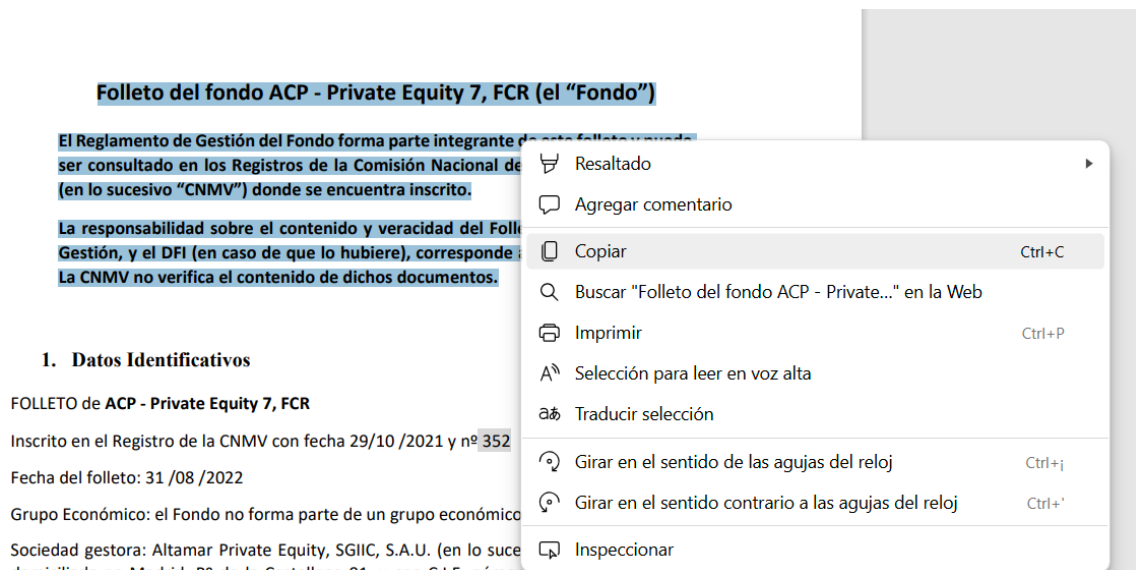 Folleto del fondo ACP - Private Equity 7, FCR (el “Fondo”)
El Reglamento de Gestión del Fondo forma parte integrante
ser consultado en los Registros de la Comisión Nacional de
(en lo sucesivo “CNMV”) donde se encuentra inscrito.
La responsabilidad sobre el contenido y veracidad del
Gestión, y el DFI (en caso de que lo hubiere), corresponde
La CNMV no verifica el contenido de dichos documentos.
1. Datos Identificativos
FOLLETO de ACP - Private Equity 7, FCR
Inscrito en el Registro de la CNMV con fecha 29/10 /2021 y nº 352
Fecha del folleto: 31 /08 /2022
Grupo Económico: el Fondo no forma parte de un grupo económico
Sociedad gestora: Altamar Private Equity, SGIIC, S.A.U. (en lo suce
Resaltado
Agregar comentario
Copiar Ctrl+C
Buscar "Folleto del fondo ACP - Private..." en la Web
Imprimir Ctrl+P
Selección para leer en voz alta
Traducir selección
Girar en el sentido de las agujas del reloj Ctrl+¡
Girar en el sentido contrario a las agujas del reloj Ctrl+'
Inspeccionar